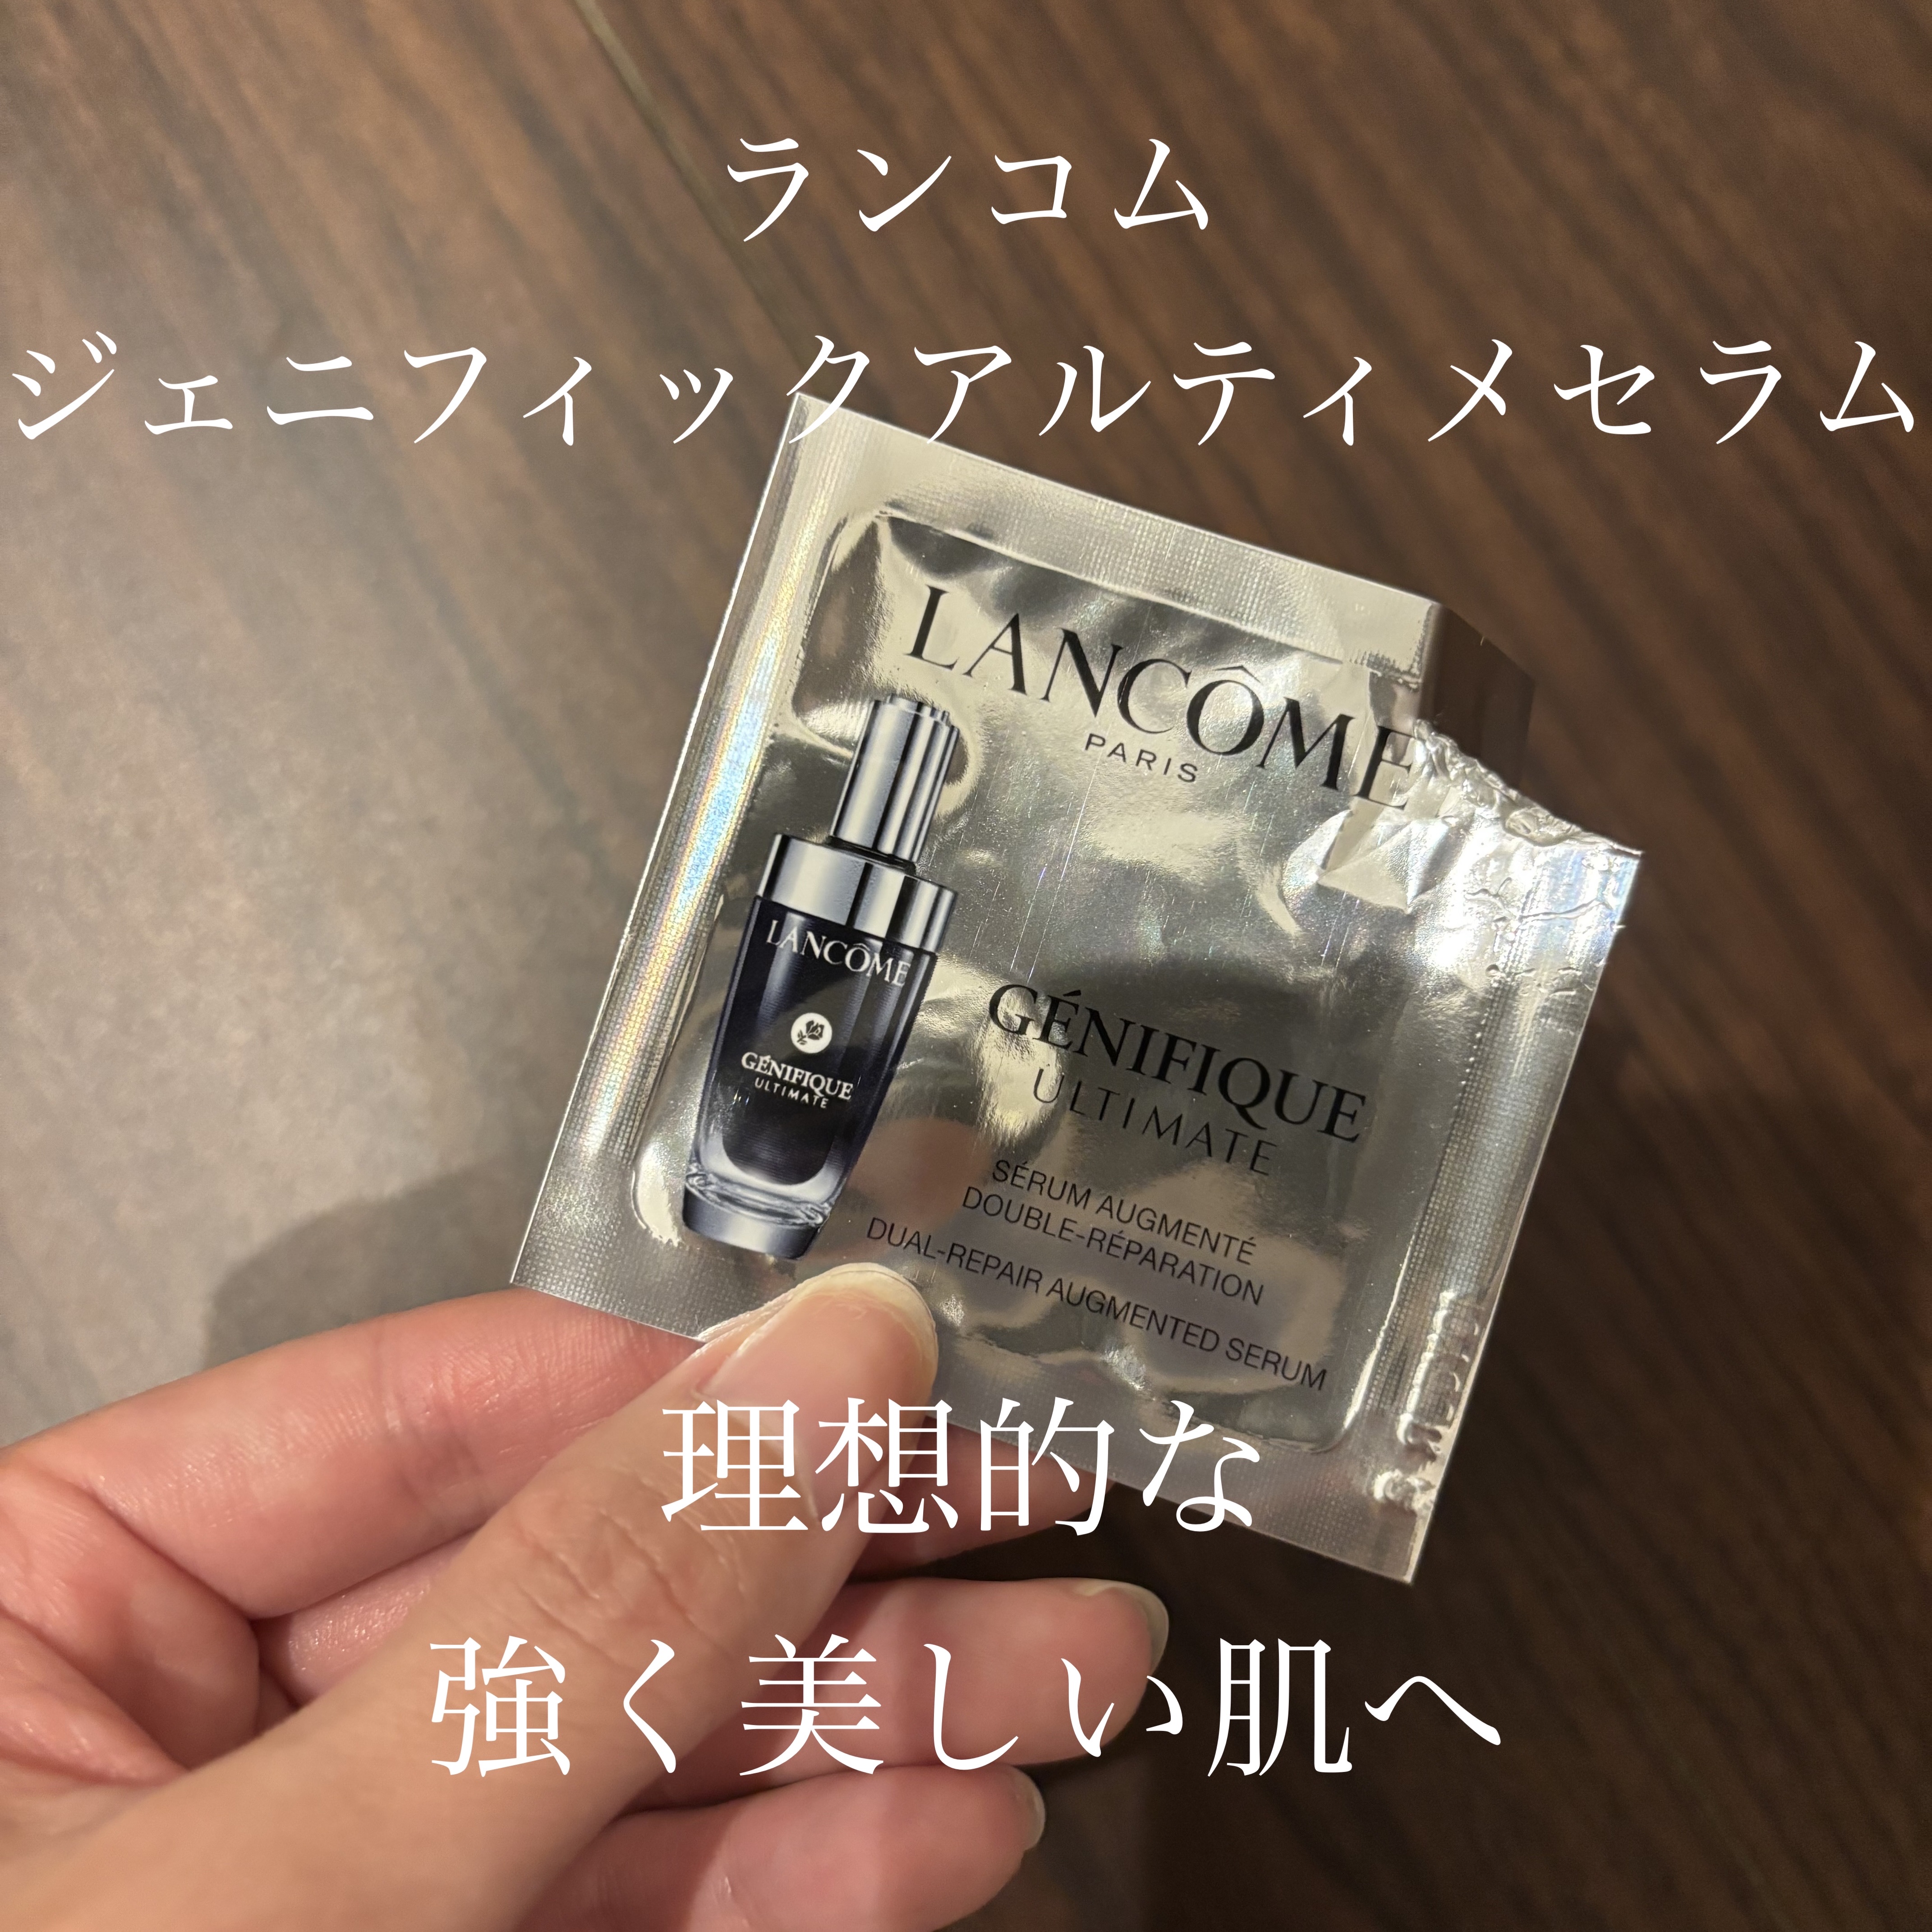 ランコム
ジェニフィックアルティメセラム
LANCÔME
PARIS
LANCÔME
GÉNIFIQUE
ULTIMATE
GÉNIFIQUE
ULTIMATE
SÉRUM AUGMENTÉ
DOUBLE-RÉPARATION
DUAL-REPAIR AUGMENTED SERUM
理想的な
強く美しい肌へ